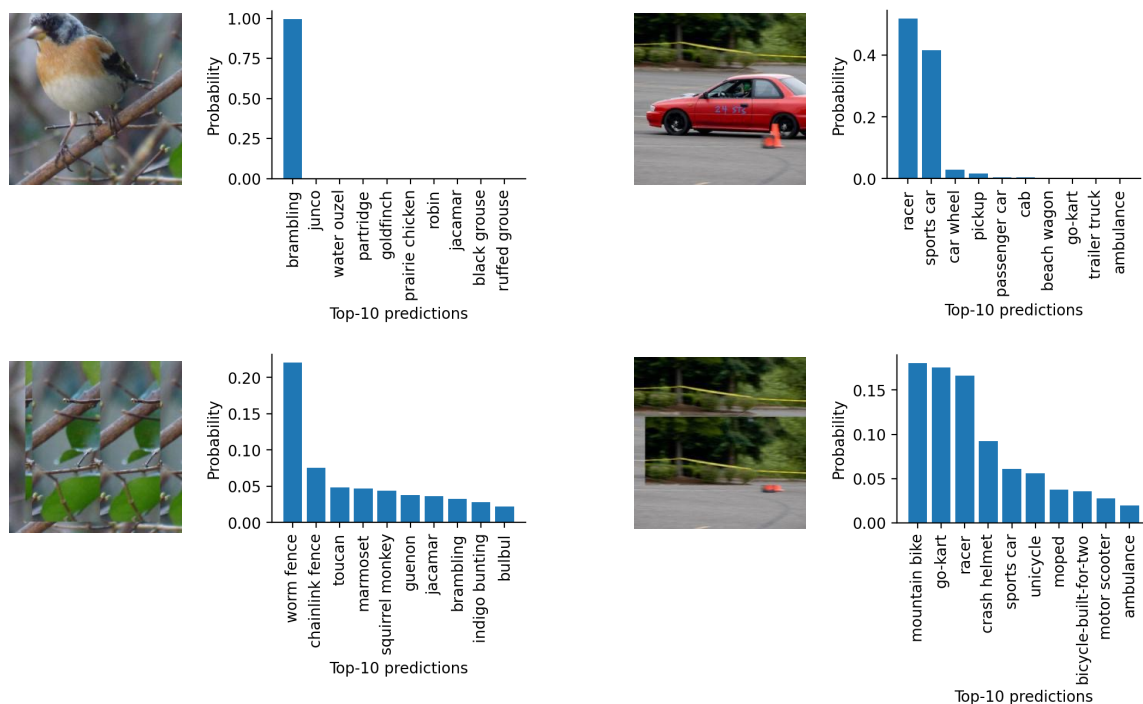 1.00
0.75
0.50
0.25
0.00
Probability
brambling
junco
water ouzel
partridge
goldfinch
prairie chicken
robin
jacamar
black grouse
ruffed grouse
Top-10 predictions
0.4
0.2
0.0
Probability
racer
sports car
car wheel
pickup
passenger car
cab
beach wagon
go-kart
trailer truck
ambulance
Top-10 predictions
0.20
0.15
0.10
0.05
0.00
Probability
worm fence
chainlink fence
toucan
marmoset
squirrel monkey
guenon
jacamar
brambling
indigo bunting
bulbul
Top-10 predictions
0.15
0.10
0.05
0.00
Probability
mountain bike
go-kart
racer
crash helmet
sports car
unicycle
moped
bicycle-built-for-two
motor scooter
ambulance
Top-10 predictions